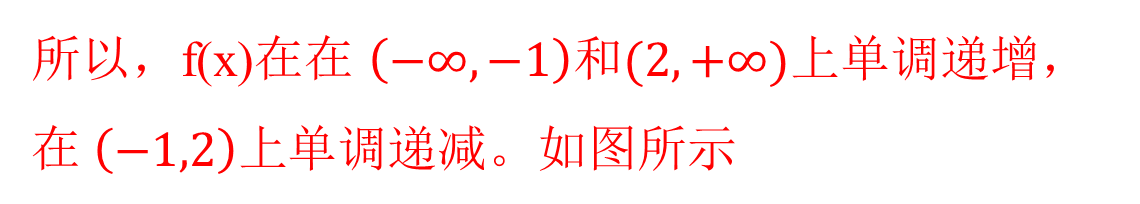 所以，f(x)在在 (−∞,−1)和(2,+∞)上单调递增，
在 (−1,2)上单调递减。如图所示